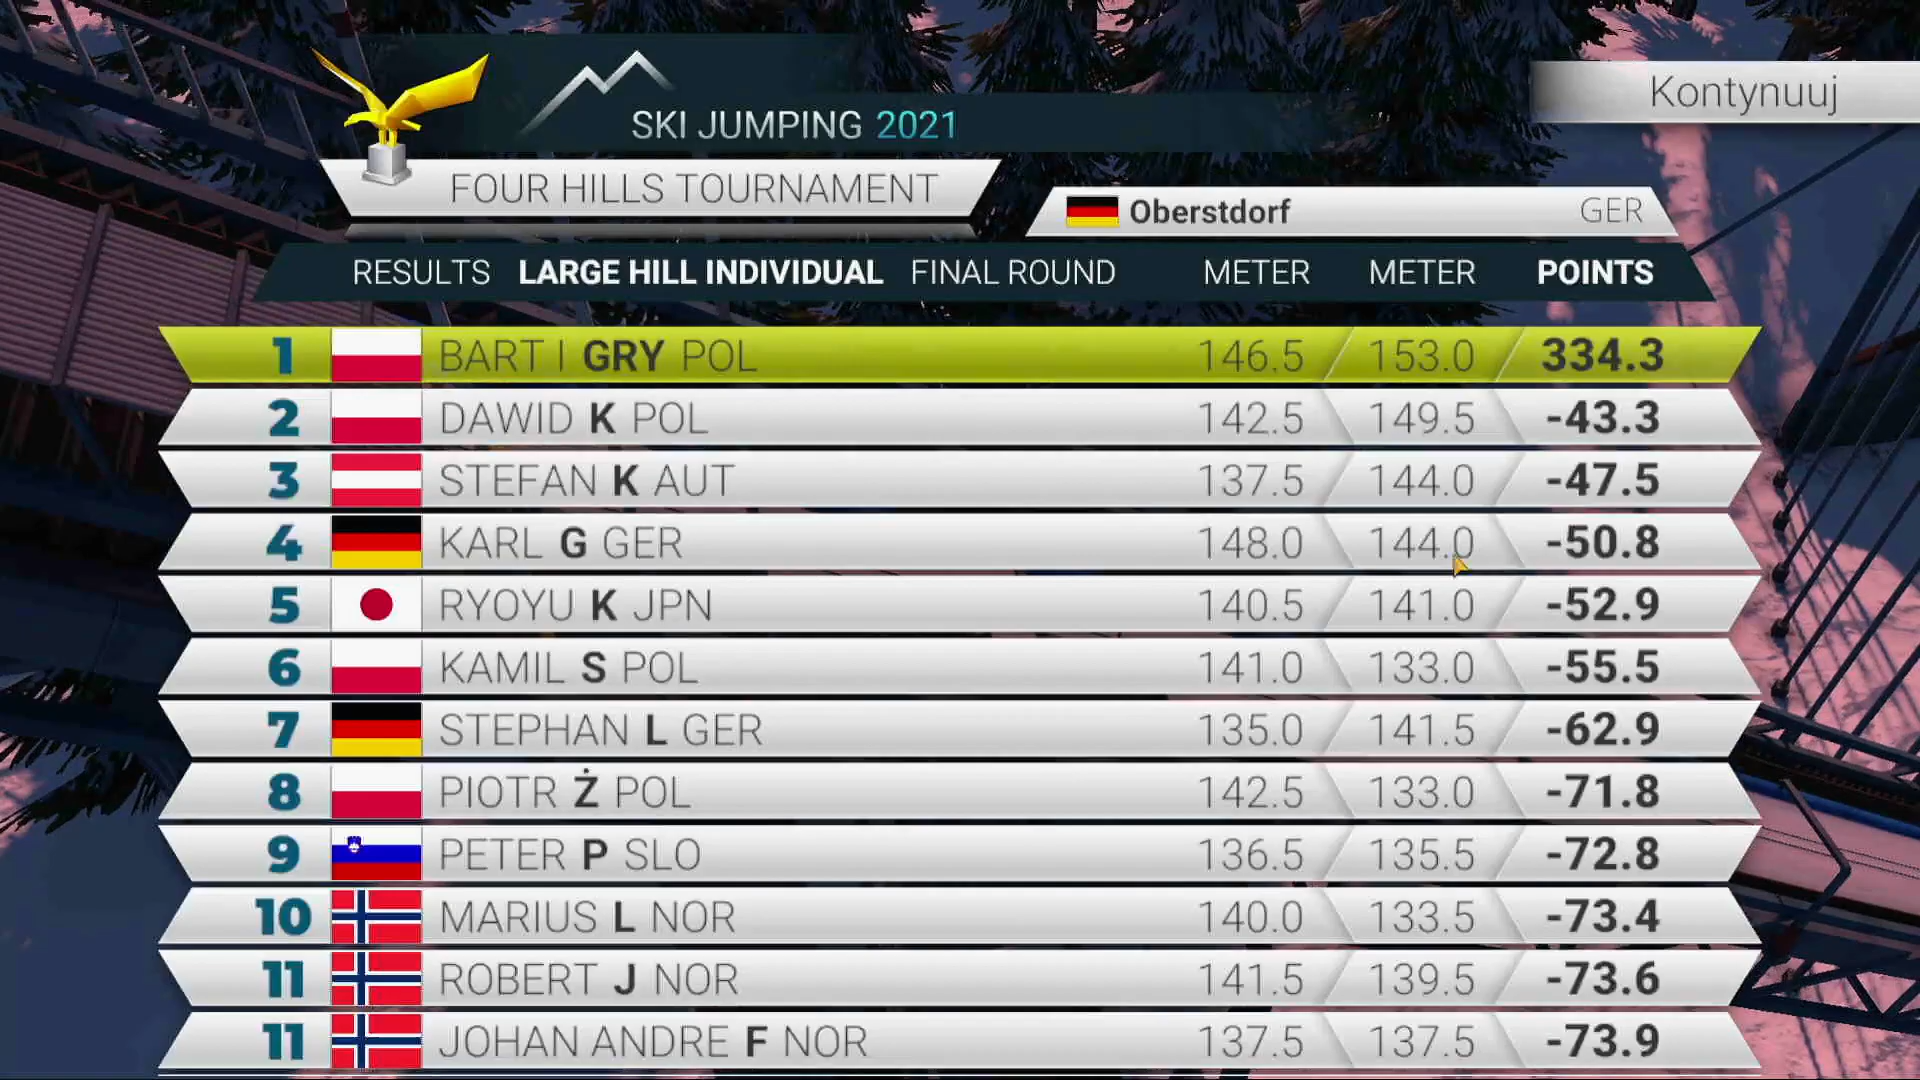 SKI JUMPING 2021
Kontynuuj
FOUR HILLS TOURNAMENT
Oberstdorf GER
RESULTS LARGE HILL INDIVIDUAL FINAL ROUND METER METER POINTS
1 BART I GRY POL 146.5 153.0 334.3
2 DAWID K POL 142.5 149.5 -43.3
3 STEFAN K AUT 137.5 144.0 -47.5
4 KARL G GER 148.0 144.0 -50.8
5 RYOYU K JPN 140.5 141.0 -52.9
6 KAMIL S POL 141.0 133.0 -55.5
7 STEPHAN L GER 135.0 141.5 -62.9
8 PIOTR Ż POL 142.5 133.0 -71.8
9 PETER P SLO 136.5 135.5 -72.8
10 MARIUS L NOR 140.0 133.5 -73.4
11 ROBERT J NOR 141.5 139.5 -73.6
11 JOHAN ANDRE F NOR 137.5 137.5 -73.9